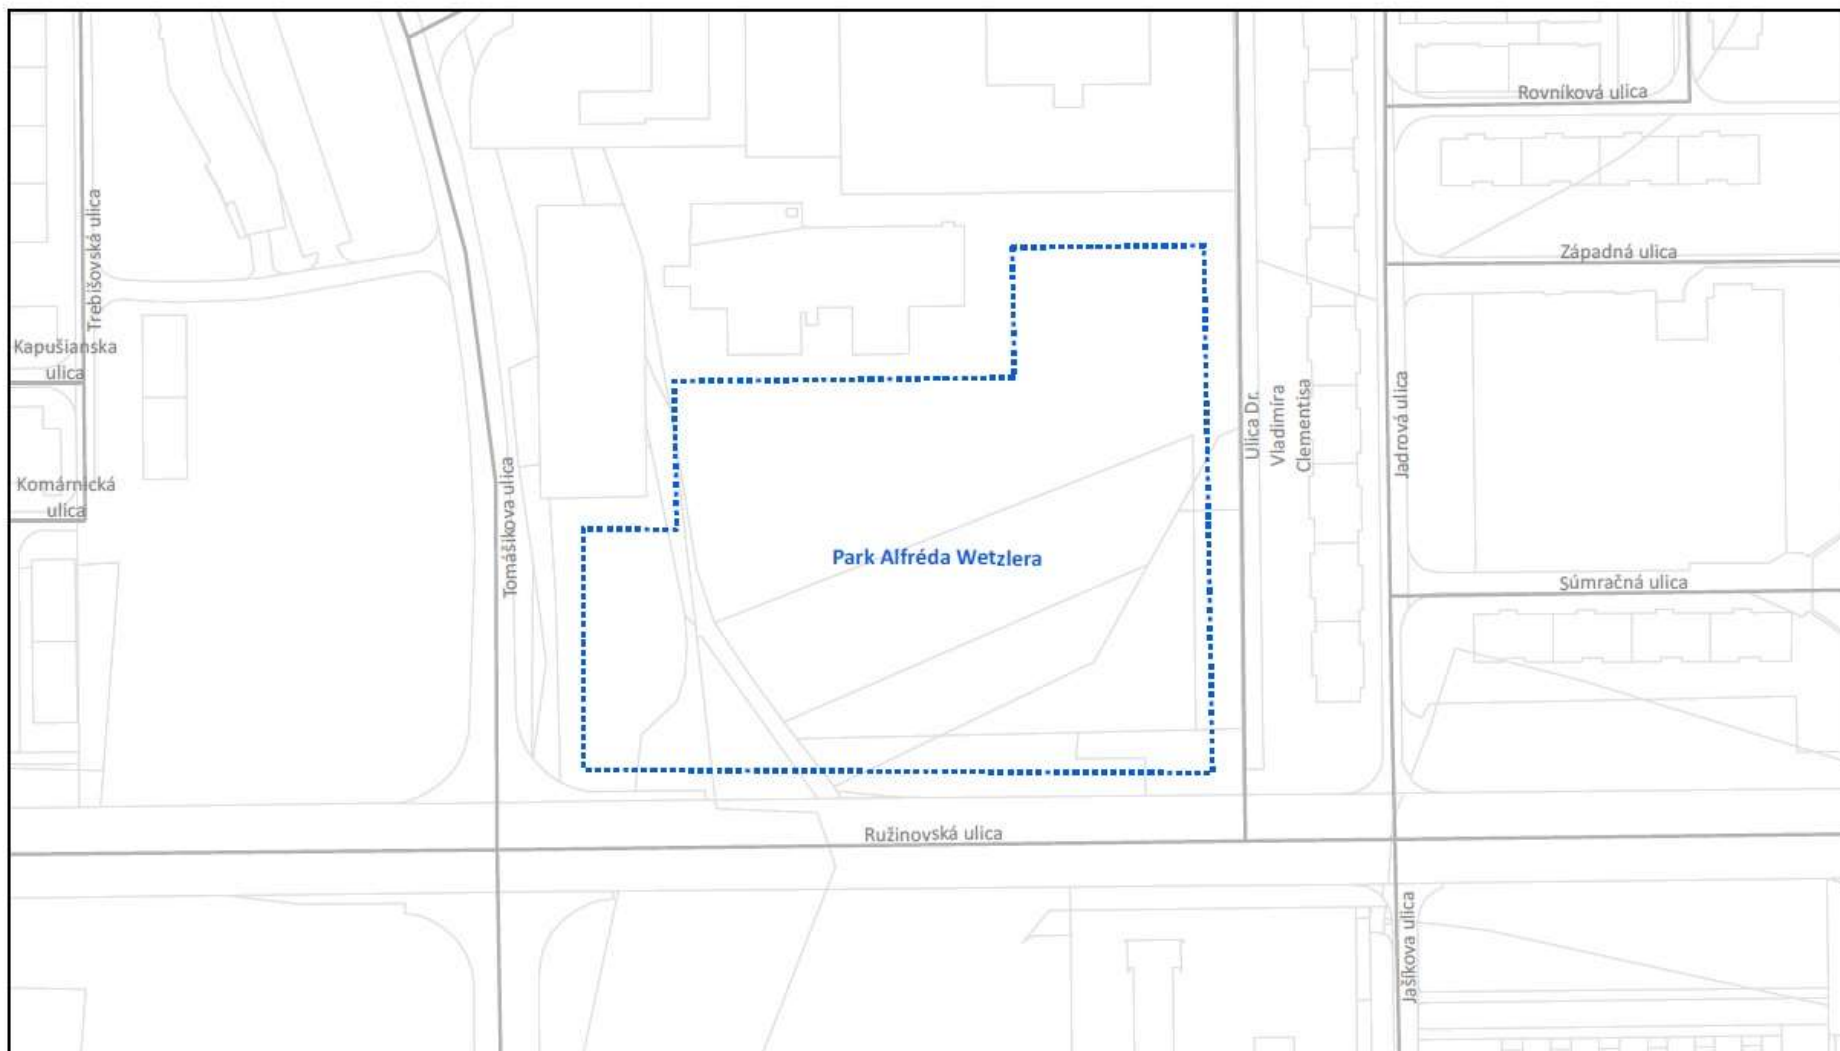 Rovníková ulica
Západná ulica
Trebišovská ulica
Kapušianska
ulica
Ulica Dr.
Vladimíra
Clementisa
Jadrová ulica
Komárnická
ulica
Tomášikova ulica
Park Alfréda Wetzlera
Súmračná ulica
Ružinovská ulica
Jašíkova ulica